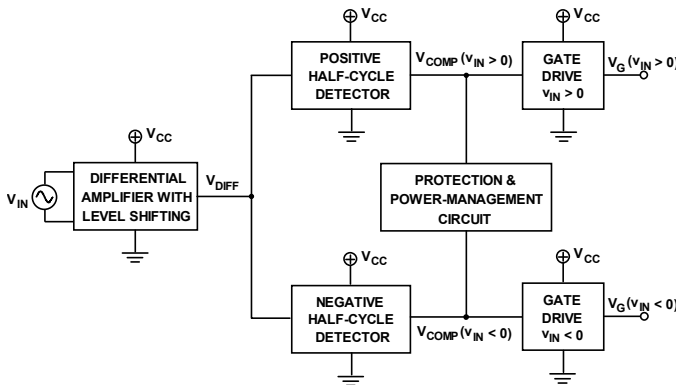 V_CC
V_CC
POSITIVE
HALF-CYCLE
DETECTOR
V_COMP (v_IN > 0)
GATE
DRIVE
v_IN > 0
V_G (v_IN > 0)
V_CC
V_IN
DIFFERENTIAL
AMPLIFIER WITH
LEVEL SHIFTING
V_DIFF
PROTECTION &
POWER-MANAGEMENT
CIRCUIT
V_CC
V_CC
NEGATIVE
HALF-CYCLE
DETECTOR
V_COMP (v_IN < 0)
GATE
DRIVE
v_IN < 0
V_G (v_IN < 0)